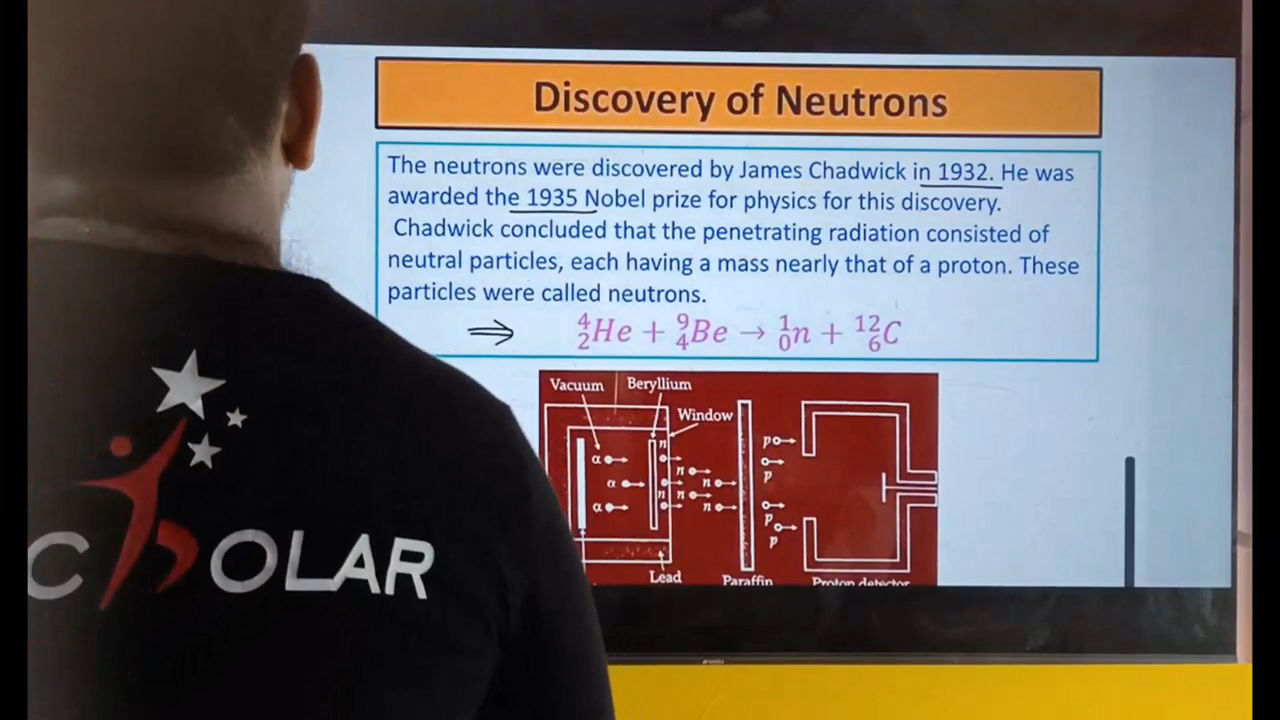 Discovery of Neutrons
The neutrons were discovered by James Chadwick in 1932. He was
awarded the 1935 Nobel prize for physics for this discovery.
Chadwick concluded that the penetrating radiation consisted of
neutral particles, each having a mass nearly that of a proton. These
particles were called neutrons.
⇒ ⁴₂He + ⁹₄Be → ¹₀n + ¹²₆C
Vacuum Beryllium
Window
n
α n p
α n n p
n n
α n p
p
p
Lead Paraffin Proton detector
CHOLAR